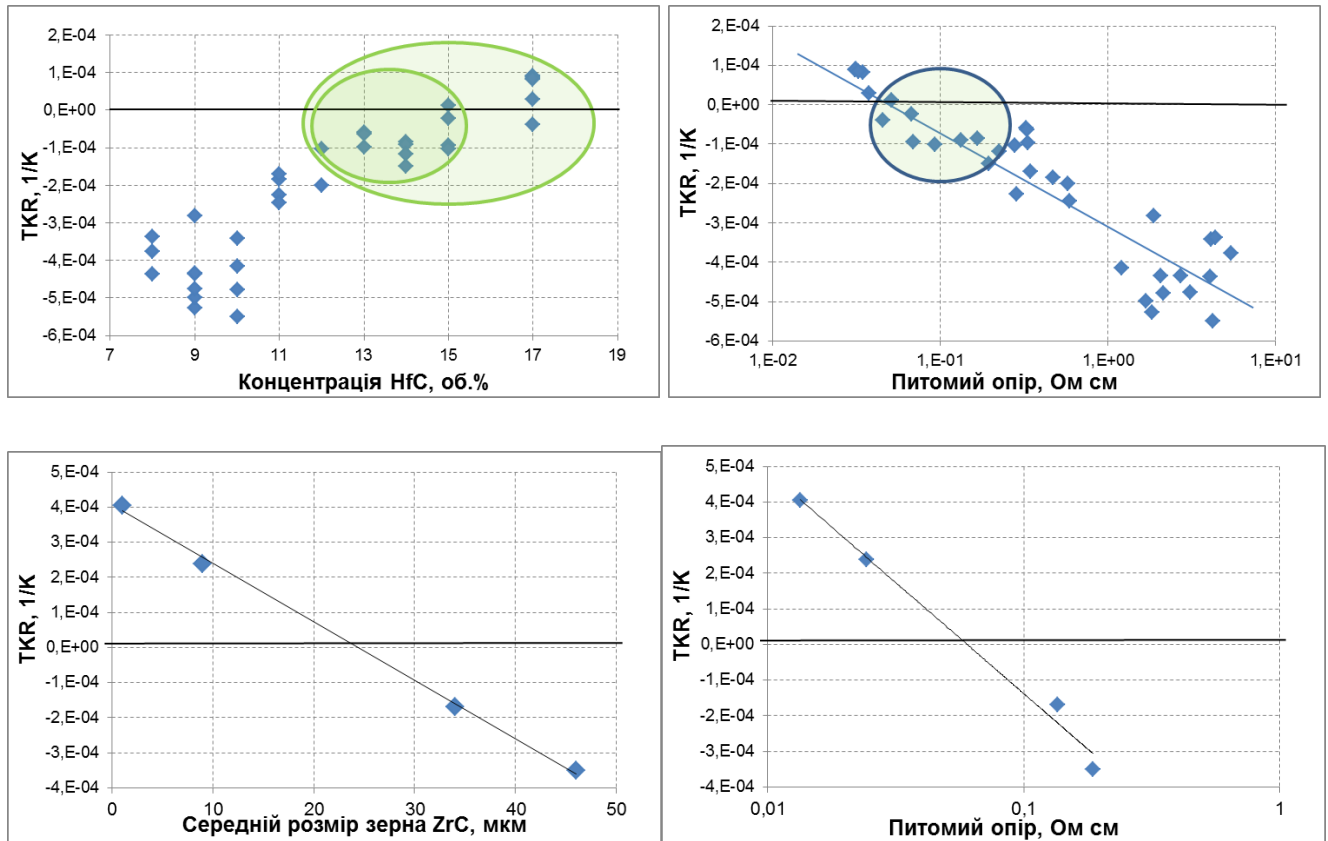 2,E-04
1,E-04
0,E+00
-1,E-04
-2,E-04
-3,E-04
-4,E-04
-5,E-04
-6,E-04
TKR, 1/K
7 9 11 13 15 17 19
Концентрація HfC, об.%
2,E-04
1,E-04
0,E+00
-1,E-04
-2,E-04
-3,E-04
-4,E-04
-5,E-04
-6,E-04
TKR, 1/K
1,E-02 1,E-01 1,E+00 1,E+01
Питомий опір, Ом см
5,E-04
4,E-04
3,E-04
2,E-04
1,E-04
0,E+00
-1,E-04
-2,E-04
-3,E-04
-4,E-04
TKR, 1/K
0 10 20 30 40 50
Середній розмір зерна ZrC, мкм
5,E-04
4,E-04
3,E-04
2,E-04
1,E-04
0,E+00
-1,E-04
-2,E-04
-3,E-04
-4,E-04
TKR, 1/K
0,01 0,1 1
Питомий опір, Ом см